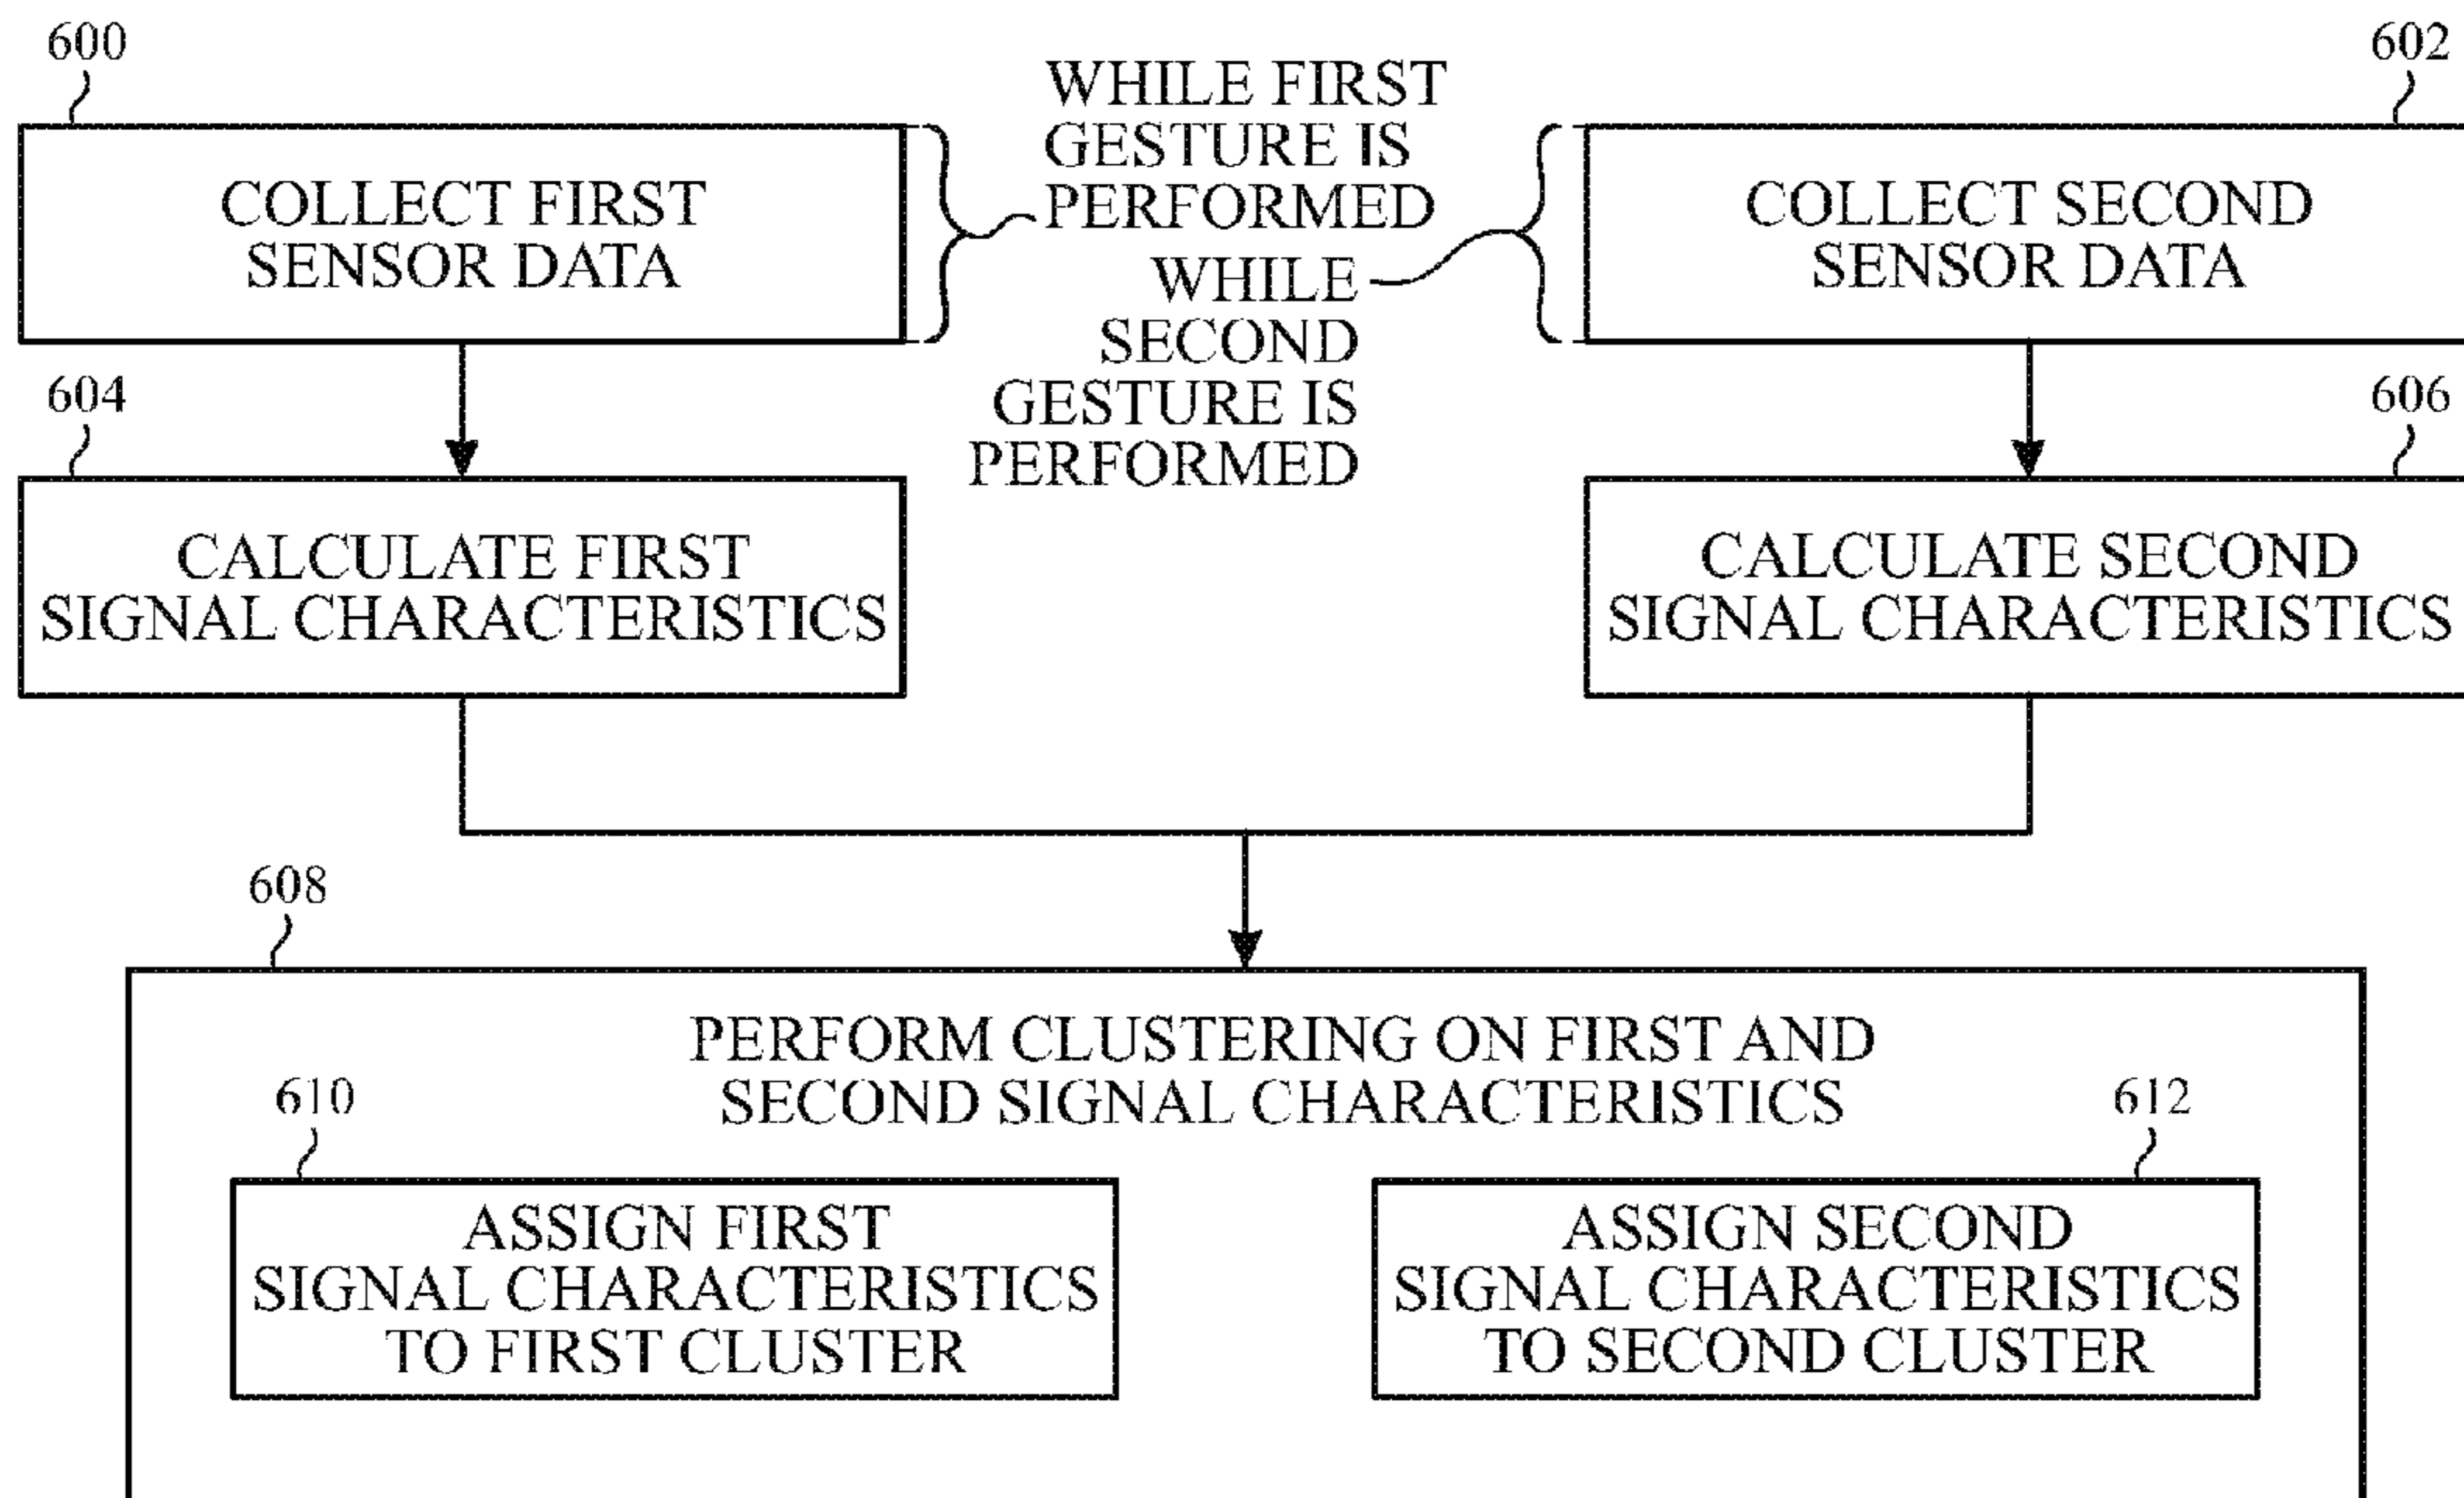 600
602
WHILE FIRST
GESTURE IS
PERFORMED
COLLECT FIRST
SENSOR DATA
COLLECT SECOND
SENSOR DATA
WHILE
SECOND
GESTURE IS
PERFORMED
604
606
CALCULATE FIRST
SIGNAL CHARACTERISTICS
CALCULATE SECOND
SIGNAL CHARACTERISTICS
608
PERFORM CLUSTERING ON FIRST AND
SECOND SIGNAL CHARACTERISTICS
610
612
ASSIGN FIRST
SIGNAL CHARACTERISTICS
TO FIRST CLUSTER
ASSIGN SECOND
SIGNAL CHARACTERISTICS
TO SECOND CLUSTER